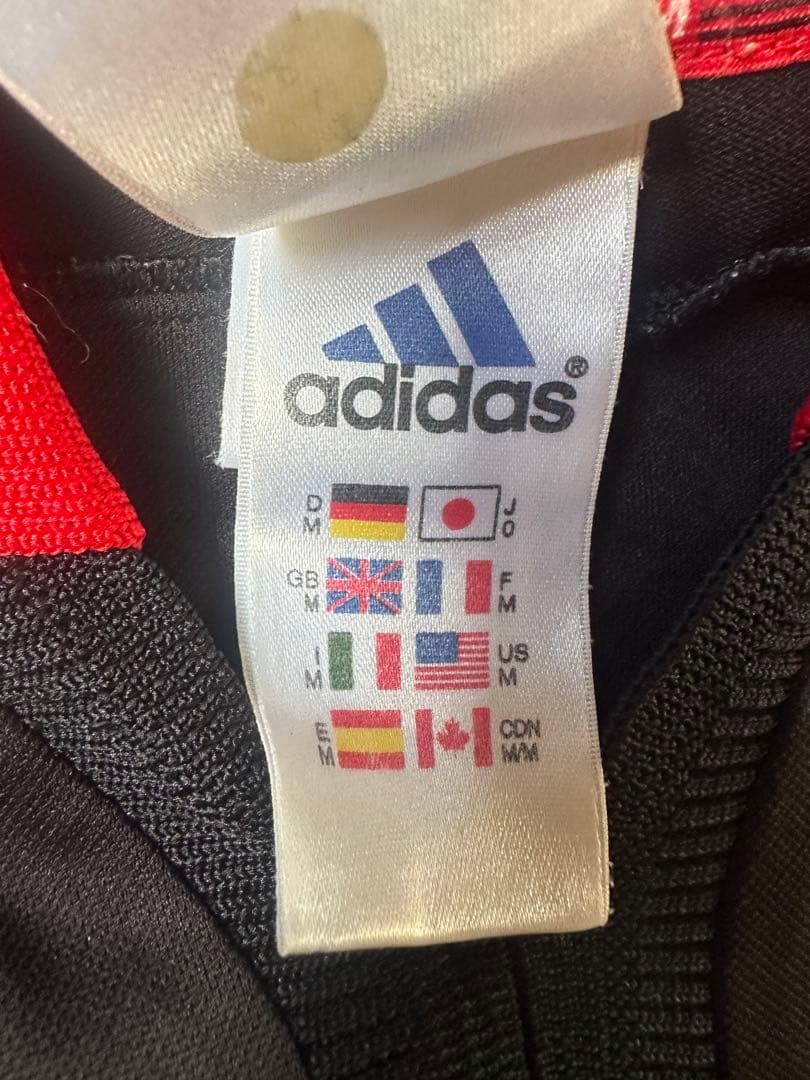 adidas®
D M J O
GB M F M
I M US M
E M CDN M/M